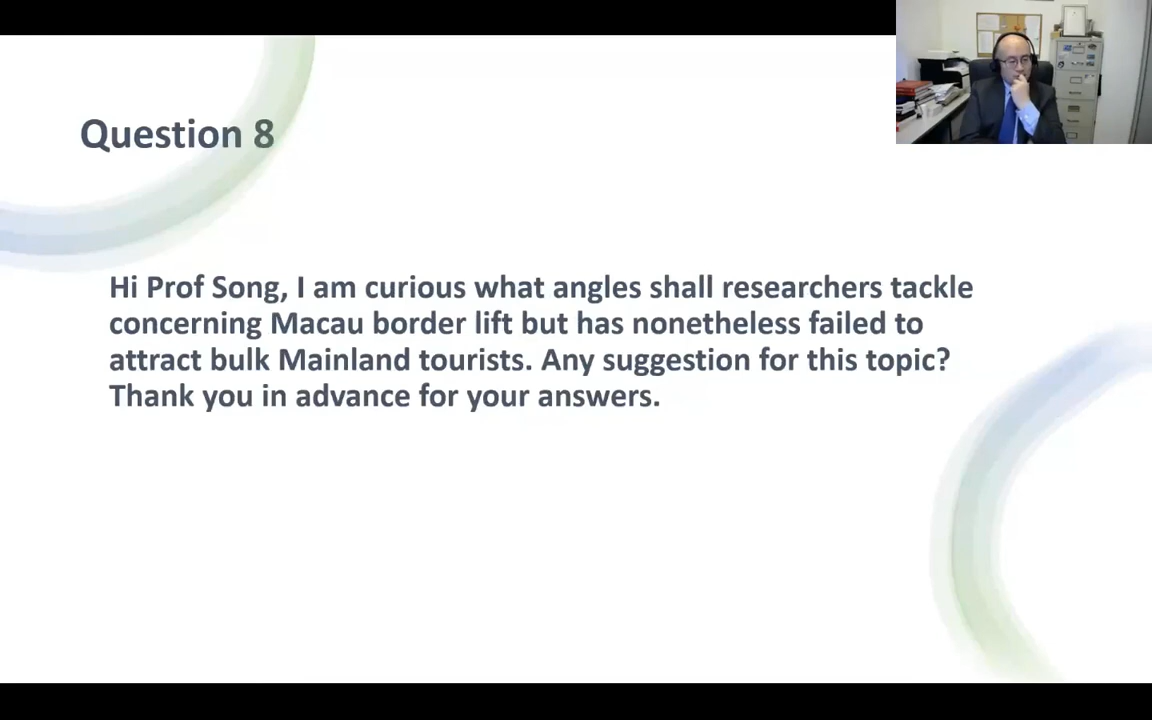 Question 8
Hi Prof Song, I am curious what angles shall researchers tackle
concerning Macau border lift but has nonetheless failed to
attract bulk Mainland tourists. Any suggestion for this topic?
Thank you in advance for your answers.